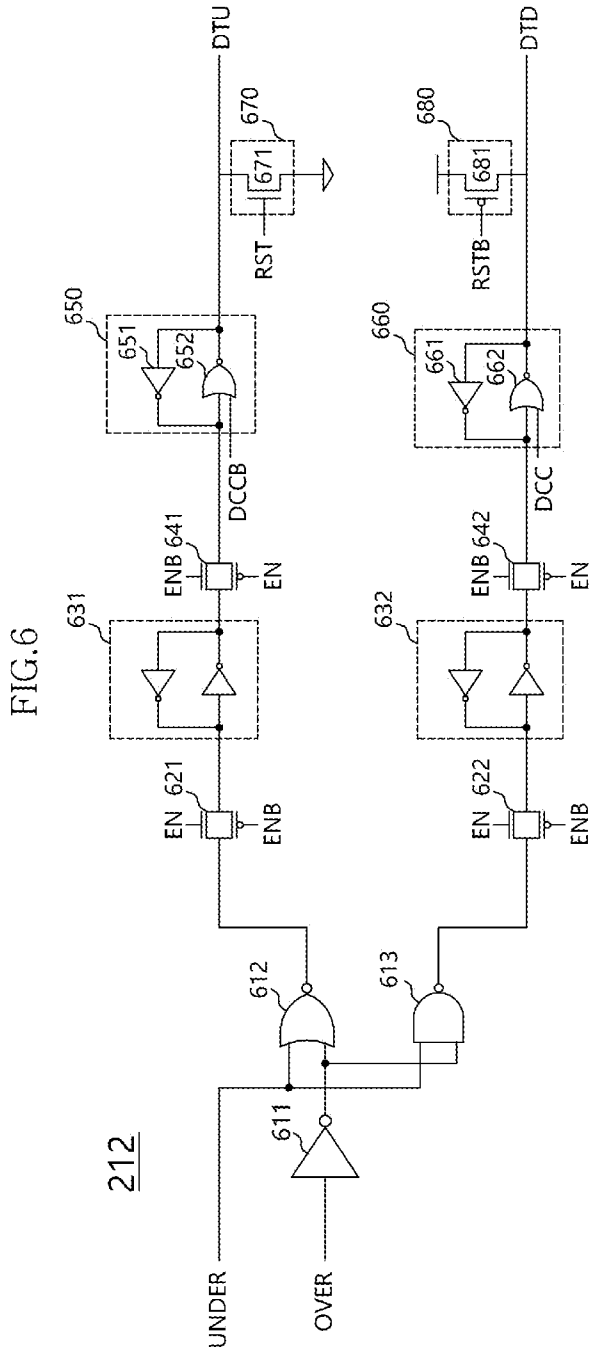 FIG.6
212
UNDER
OVER
611
612
613
EN
621
ENB
EN
622
ENB
631
632
ENB
641
EN
ENB
642
EN
650
651
652
DCCB
660
661
662
DCC
670
671
RST
680
681
RSTB
DTU
DTD